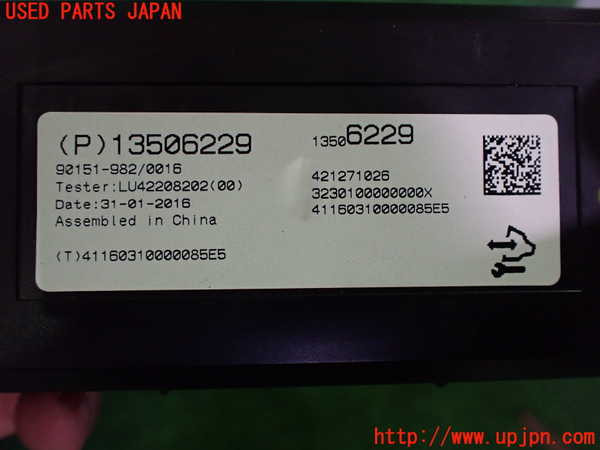 USED PARTS JAPAN
(P)13506229
13506229
90151-982/0016
Tester:LU42208202(00)
Date:31-01-2016
Assembled in China
421271026
3230100000000X
41160310000085E5
(T)41160310000085E5
http://www.upjpn.com